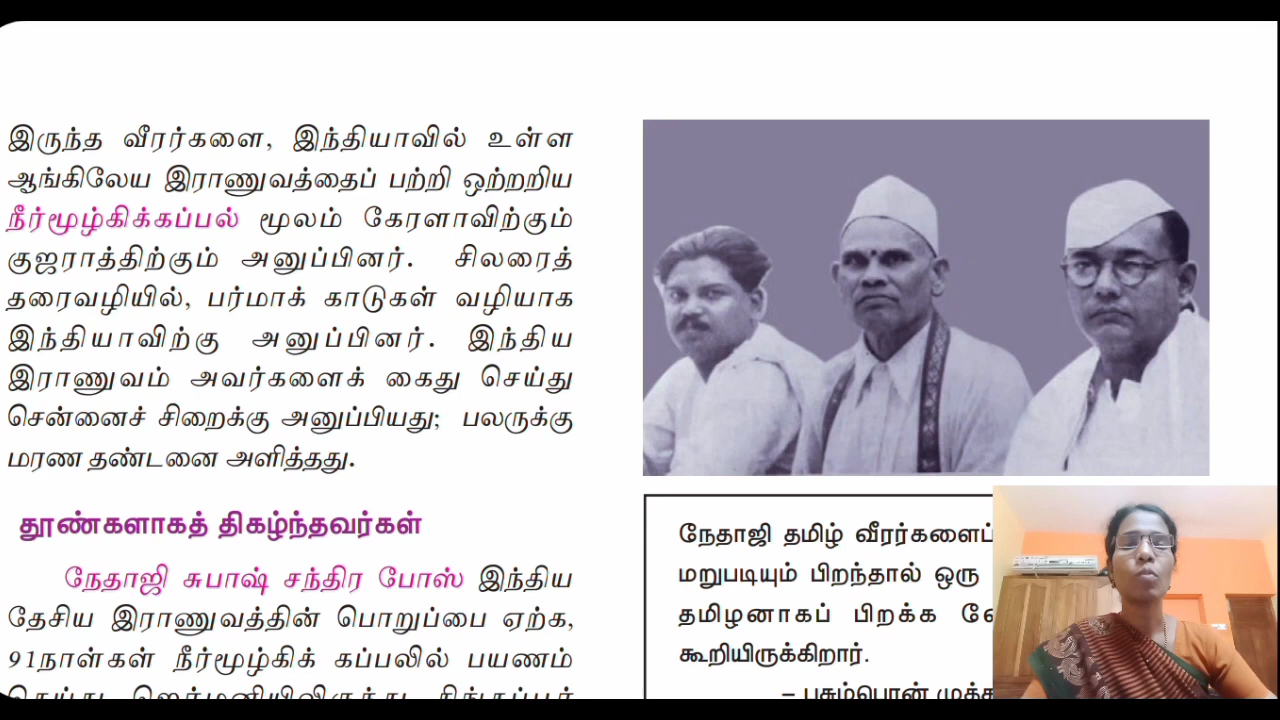 இருந்த வீரர்களை, இந்தியாவில் உள்ள
ஆங்கிலேய இராணுவத்தைப் பற்றி ஒற்றறிய
நீர்மூழ்கிக்கப்பல் மூலம் கேரளாவிற்கும்
குஜராத்திற்கும் அனுப்பினர். சிலரைத்
தரைவழியில், பர்மாக் காடுகள் வழியாக
இந்தியாவிற்கு அனுப்பினர். இந்திய
இராணுவம் அவர்களைக் கைது செய்து
சென்னைச் சிறைக்கு அனுப்பியது; பலருக்கு
மரண தண்டனை அளித்தது.
தூண்களாகத் திகழ்ந்தவர்கள்
நேதாஜி சுபாஷ் சந்திர போஸ் இந்திய
தேசிய இராணுவத்தின் பொறுப்பை ஏற்க,
91நாள்கள் நீர்மூழ்கிக் கப்பலில் பயணம்
செய்து ஜெர்மனியிலிருந்து சிங்கப்பூர்
நேதாஜி தமிழ் வீரர்களைப்
மறுபடியும் பிறந்தால் ஒரு
தமிழனாகப் பிறக்க
கூறியிருக்கிறார்.
– பசும்பொன்